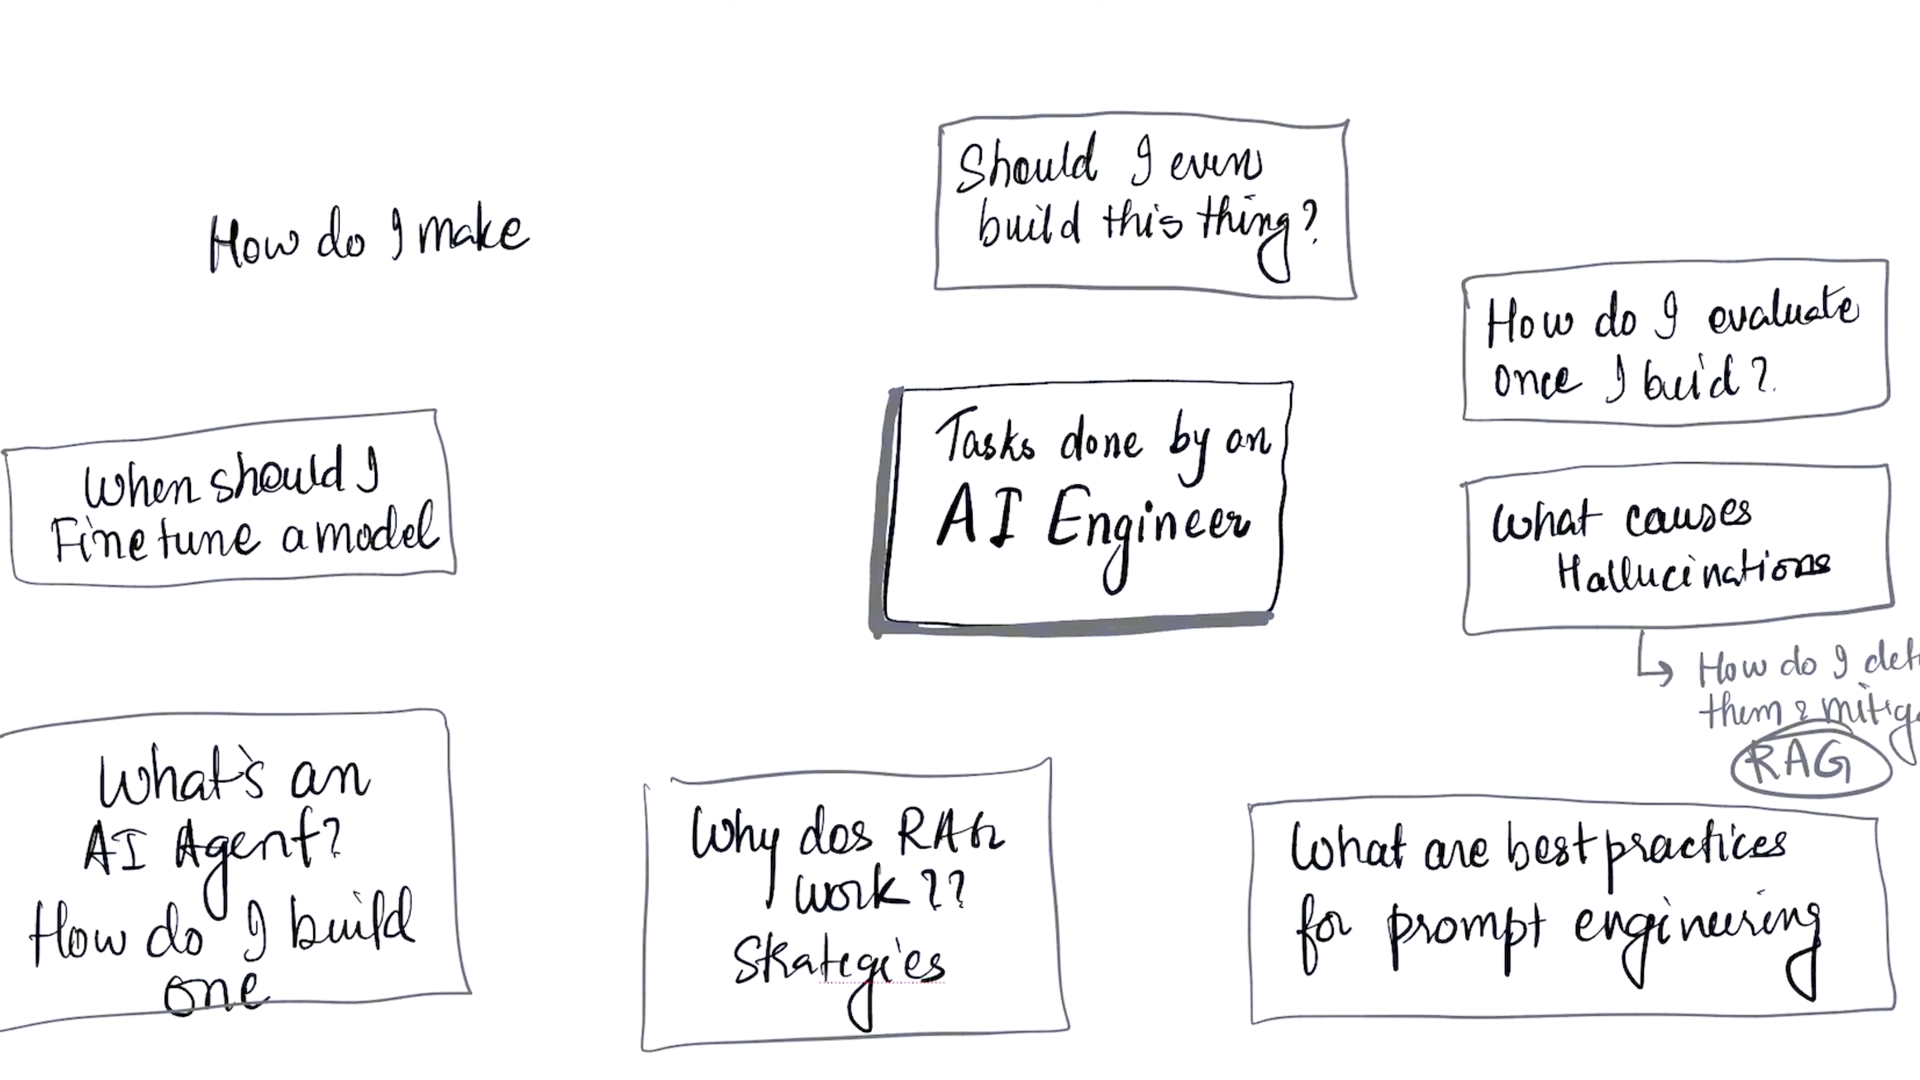 Should I even
build this thing?
How do I make
How do I evaluate
once I buid?
Tasks done by an
AI Engineer
When should I
Finetune a model
What causes
Hallucinations
How do I
them & 
RAG
What's an
AI Agent?
How do I build
one
Why dos RAG
work??
Strategies
What are best practices
for prompt engineering